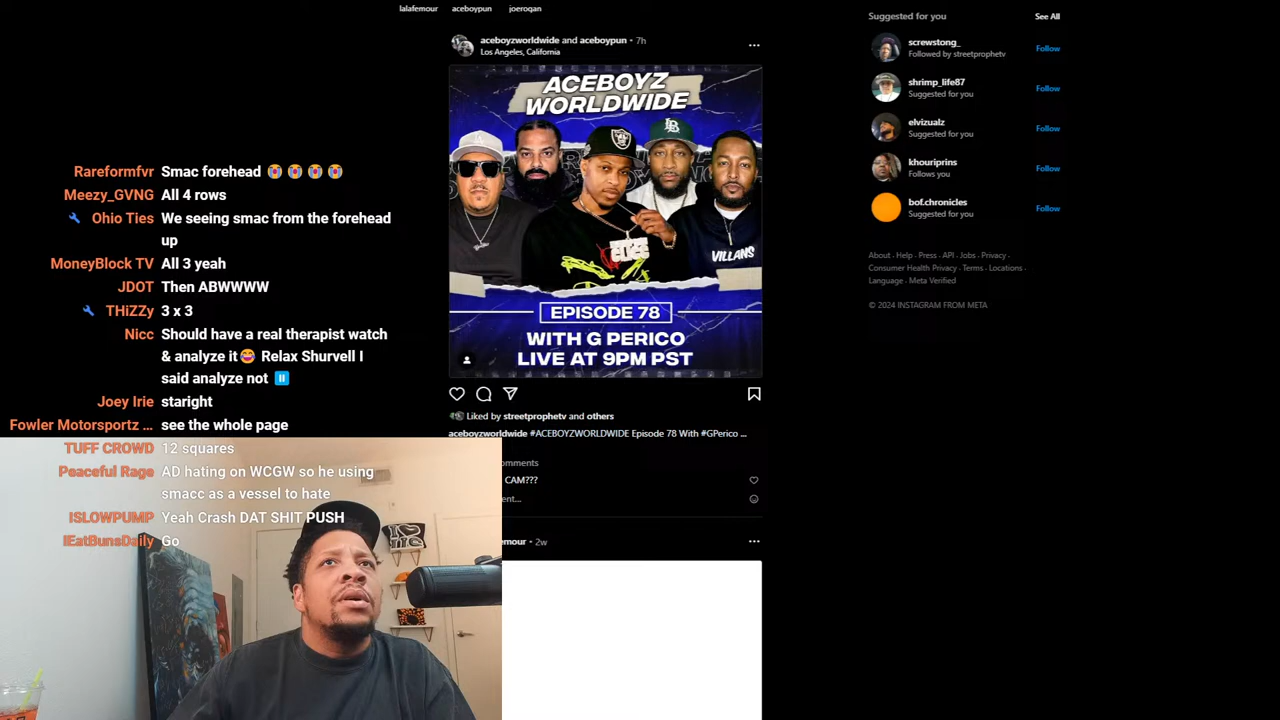 lalafemour aceboypun joeroqan
aceboyzworldwide and aceboypun • 7h
Los Angeles, California
ACEBOYZ
WORLDWIDE
LB
VILLANS
EPISODE 78
WITH G PERICO
LIVE AT 9PM PST
Liked by streetprophetv and others
aceboyzworldwide #ACEBOYZWORLDWIDE Episode 78 With #GPerico ...
omments
CAM???
ent...
emour • 2w
Suggested for you See All
screwstong_
Followed by streetprophetv
Follow
shrimp_life87
Suggested for you
Follow
elvizualz
Suggested for you
Follow
khouriprins
Follows you
Follow
bof.chronicles
Suggested for you
Follow
About · Help · Press · API · Jobs · Privacy ·
Consumer Health Privacy · Terms · Locations ·
Language · Meta Verified
© 2024 INSTAGRAM FROM META
Rareformfvr Smac forehead 😭 😭 😭 😭
Meezy_GVNG All 4 rows
Ohio Ties We seeing smac from the forehead
up
MoneyBlock TV All 3 yeah
JDOT Then ABWWWW
THiZZy 3 x 3
Nicc Should have a real therapist watch
& analyze it😂 Relax Shurvell I
said analyze not ⏸️
Joey Irie staright
Fowler Motorsportz ... see the whole page
TUFF CROWD 12 squares
Peaceful Rage AD hating on WCGW so he using
smacc as a vessel to hate
ISLOWPUMP Yeah Crash DAT SHIT PUSH
IEatBunsDaily Go